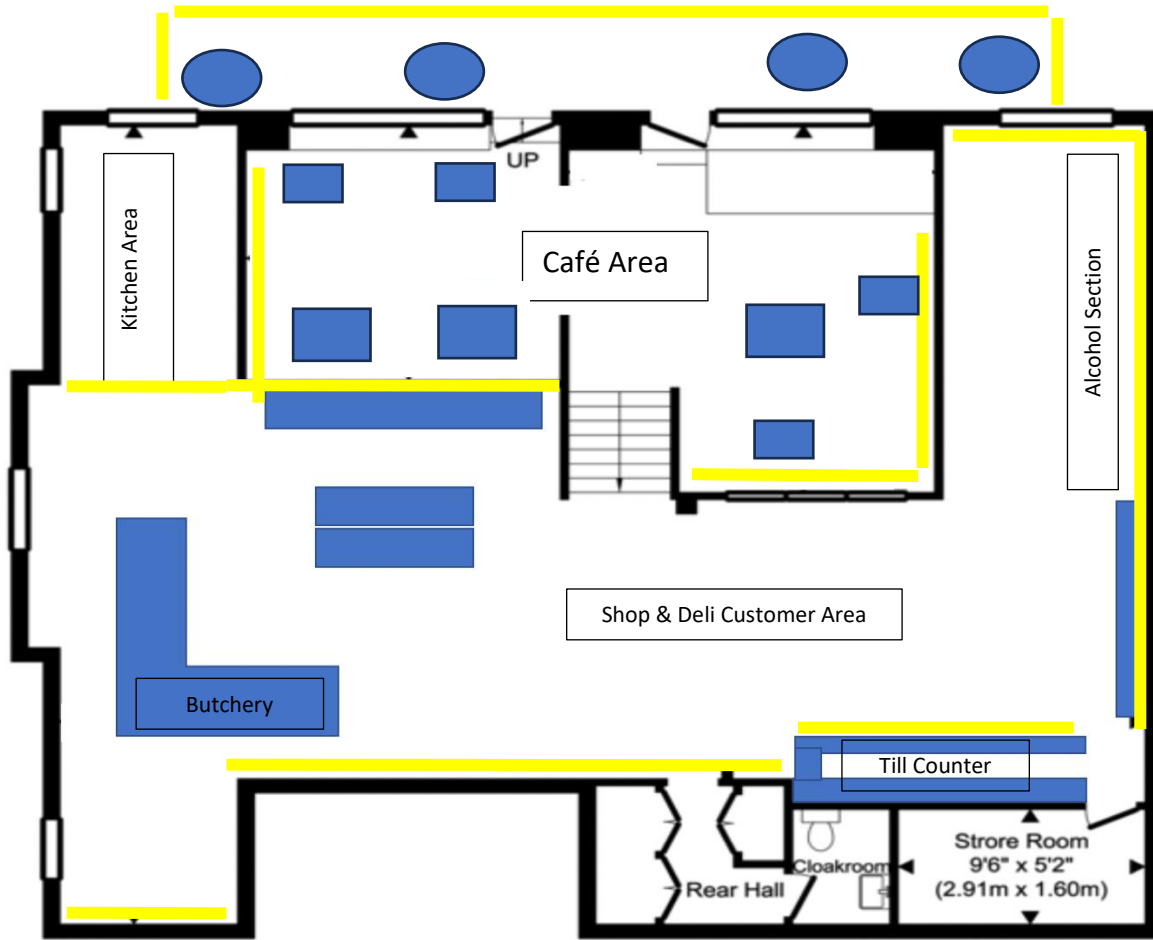 UP
Kitchen Area
Café Area
Alcohol Section
Shop & Deli Customer Area
Butchery
Till Counter
Strore Room
9'6" x 5'2"
(2.91m x 1.60m)
Cloakroom
Rear Hall